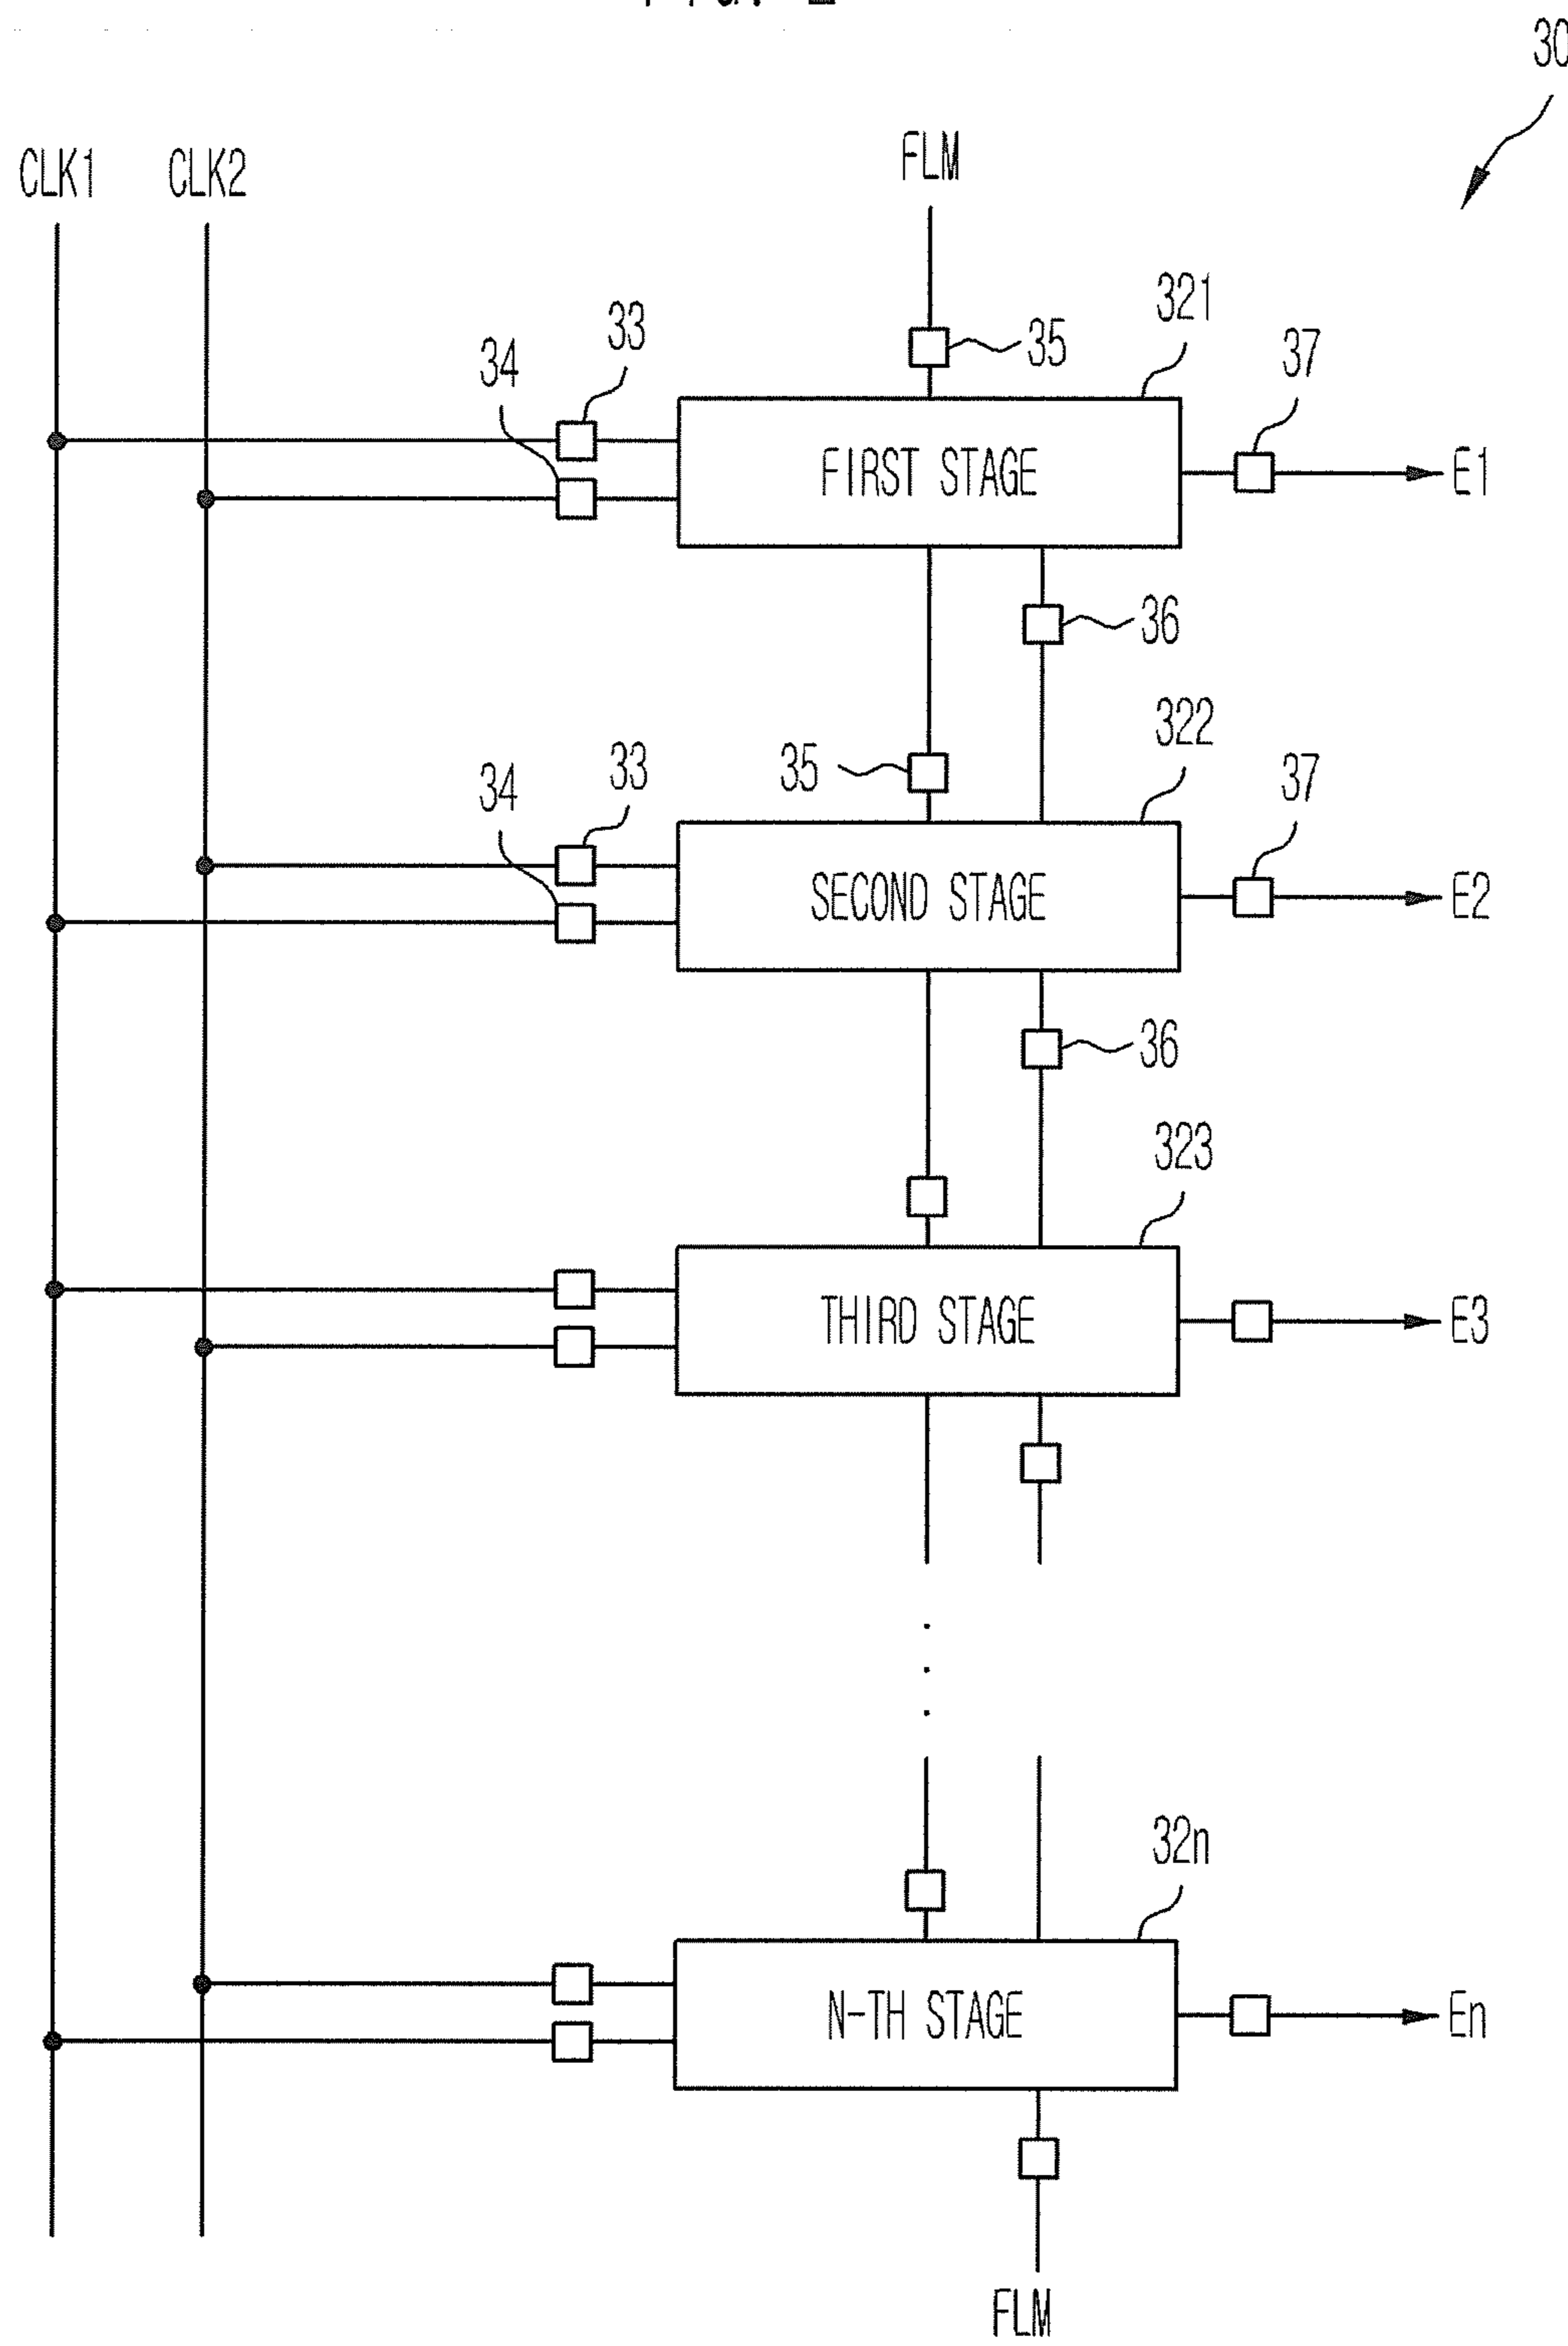 30
CLK1 CLK2 FLM
321
33 35 37
34
FIRST STAGE E1
36
322
33 35 37
34
SECOND STAGE E2
36
323
THIRD STAGE E3
.
.
.
32n
N-TH STAGE En
FLM